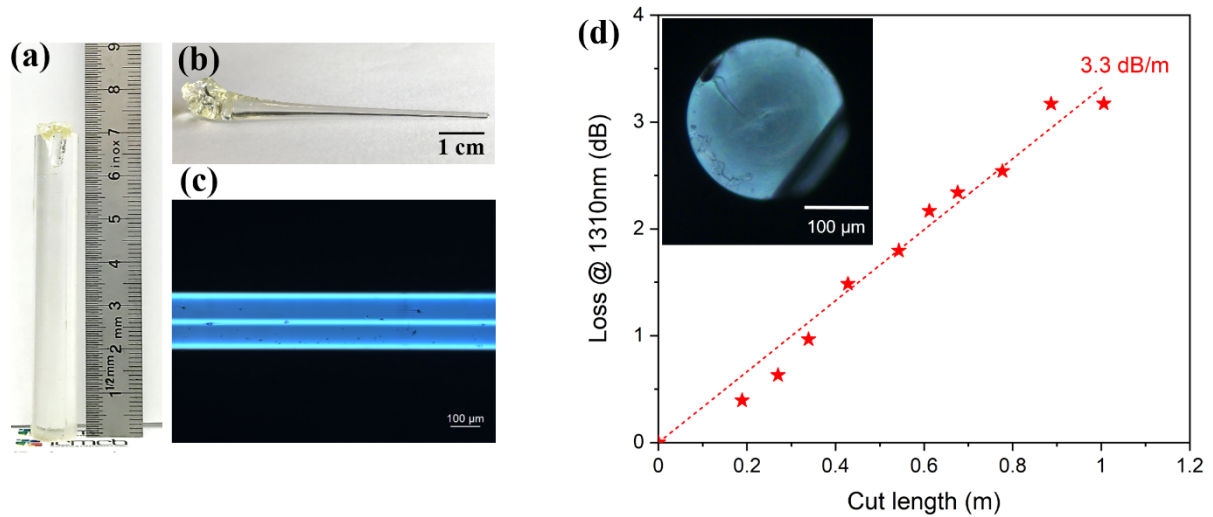 (a)
9
8
7
6 inox
5
4
3
2 mm
1 1/2mm
(b)
1 cm
(c)
100 µm
(d)
Loss @ 1310nm (dB)
4
3
2
1
0
100 µm
3.3 dB/m
0
0.2
0.4
0.6
0.8
1
1.2
Cut length (m)